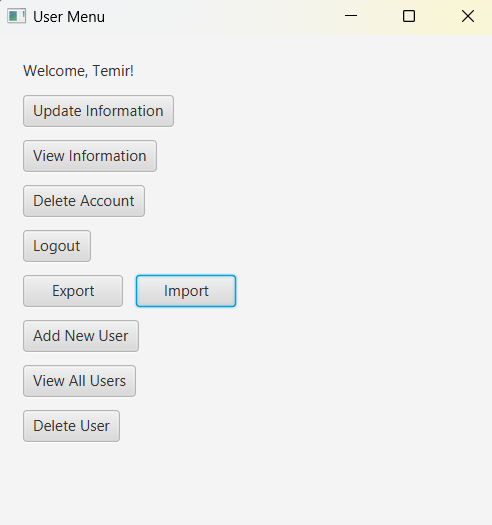 User Menu
Welcome, Temir!
Update Information
View Information
Delete Account
Logout
Export Import
Add New User
View All Users
Delete User